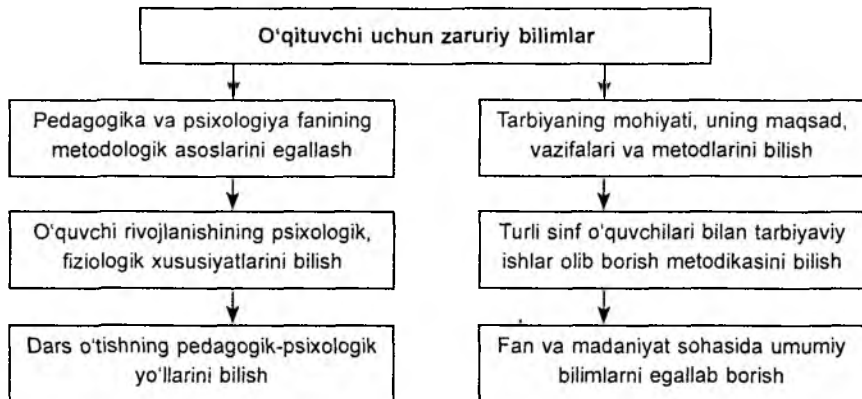 O‘qituvchi uchun zaruriy bilimlar
Pedagogika va psixologiya fanining
metodologik asoslarini egallash
O‘quvchi rivojlanishining psixologik,
fiziologik xususiyatlarini bilish
Dars o‘tishning pedagogik-psixologik
yo‘llarini bilish
Tarbiyaning mohiyati, uning maqsad,
vazifalari va metodlarini bilish
Turli sinf o‘quvchilari bilan tarbiyaviy
ishlar olib borish metodikasini bilish
Fan va madaniyat sohasida umumiy
bilimlarni egallab borish